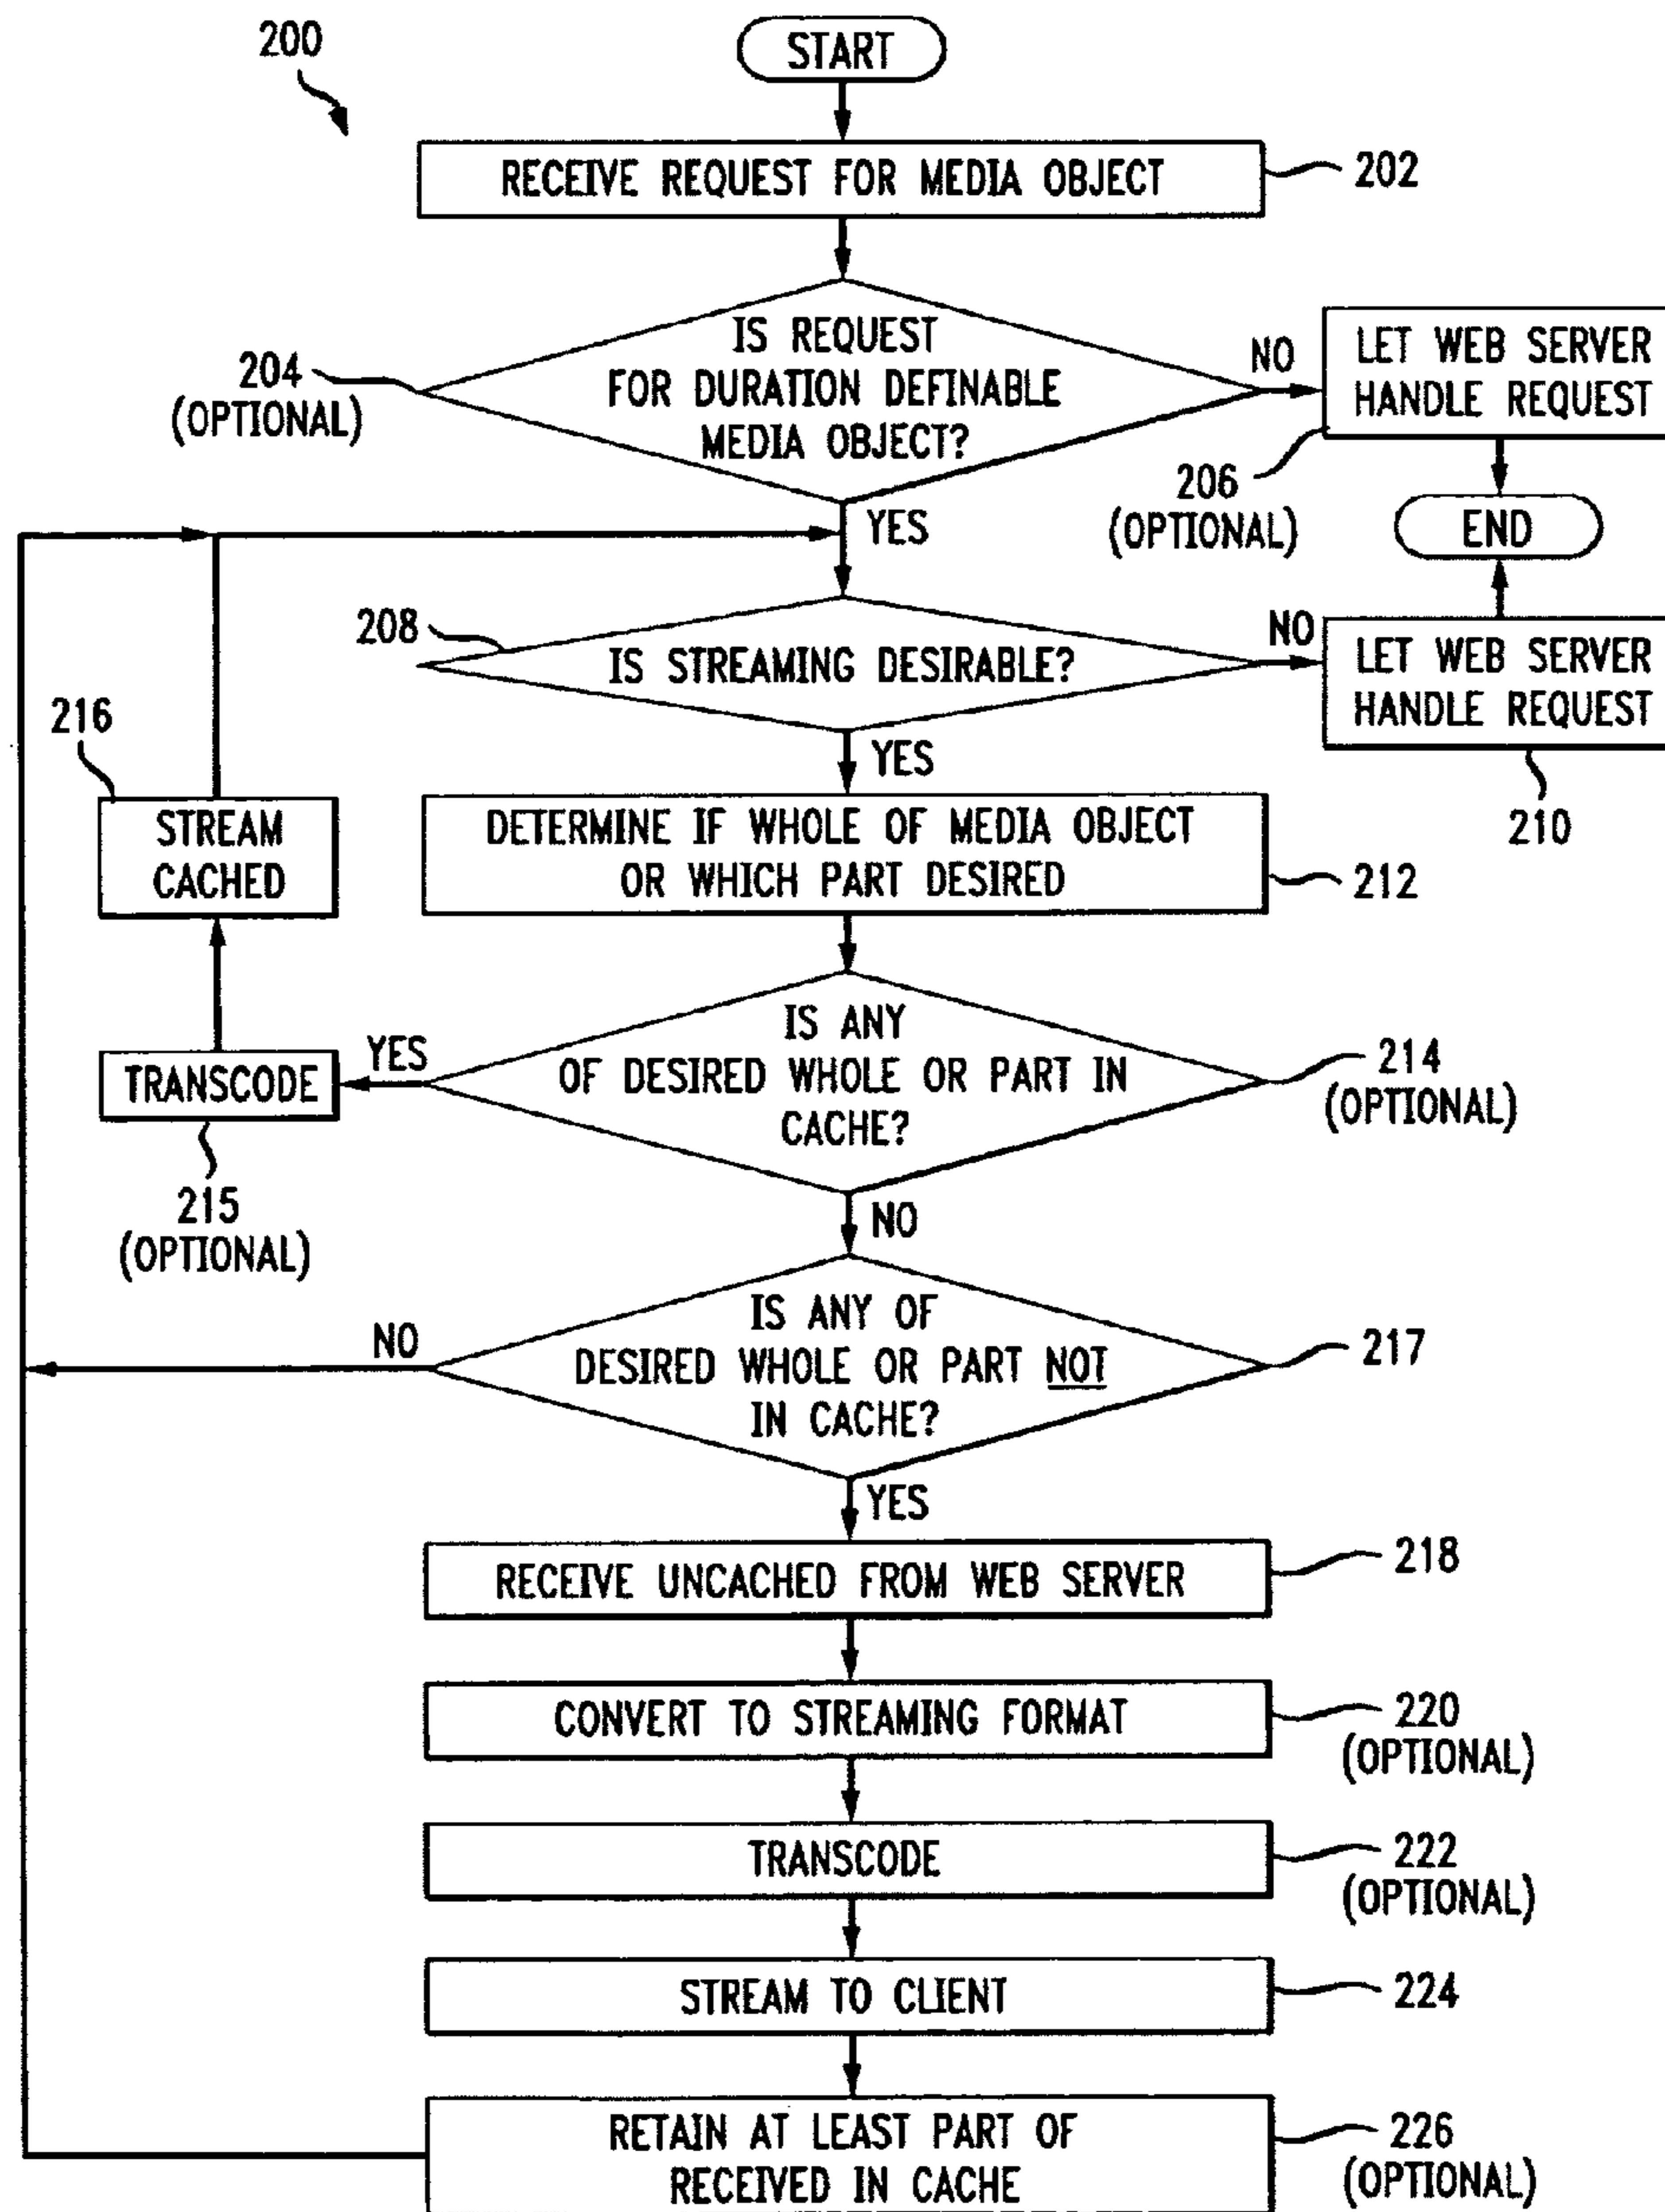 200
START
RECEIVE REQUEST FOR MEDIA OBJECT
202
IS REQUEST
FOR DURATION DEFINABLE
MEDIA OBJECT?
204
(OPTIONAL)
NO
LET WEB SERVER
HANDLE REQUEST
206
(OPTIONAL)
END
YES
208
IS STREAMING DESIRABLE?
NO
LET WEB SERVER
HANDLE REQUEST
210
YES
216
STREAM
CACHED
DETERMINE IF WHOLE OF MEDIA OBJECT
OR WHICH PART DESIRED
212
IS ANY
OF DESIRED WHOLE OR PART IN
CACHE?
214
(OPTIONAL)
YES
TRANSCODE
215
(OPTIONAL)
NO
IS ANY OF
DESIRED WHOLE OR PART NOT
IN CACHE?
217
NO
YES
RECEIVE UNCACHED FROM WEB SERVER
218
CONVERT TO STREAMING FORMAT
220
(OPTIONAL)
TRANSCODE
222
(OPTIONAL)
STREAM TO CLIENT
224
RETAIN AT LEAST PART OF
RECEIVED IN CACHE
226
(OPTIONAL)